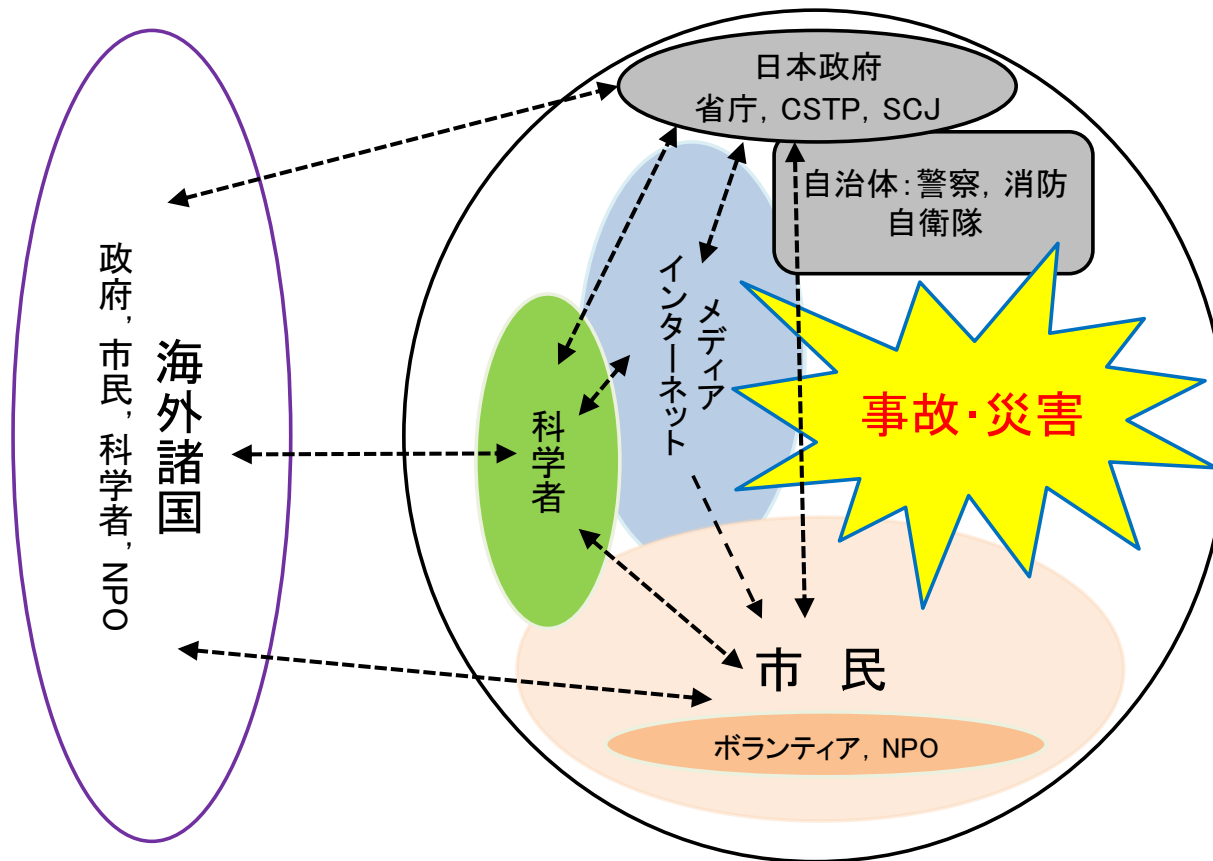 日本政府
省庁, CSTP, SCJ
自治体:警察, 消防
自衛隊
メディア
インターネット
事故・災害
科学者
海外諸国
政府, 市民, 科学者, NPO
市 民
ボランティア, NPO